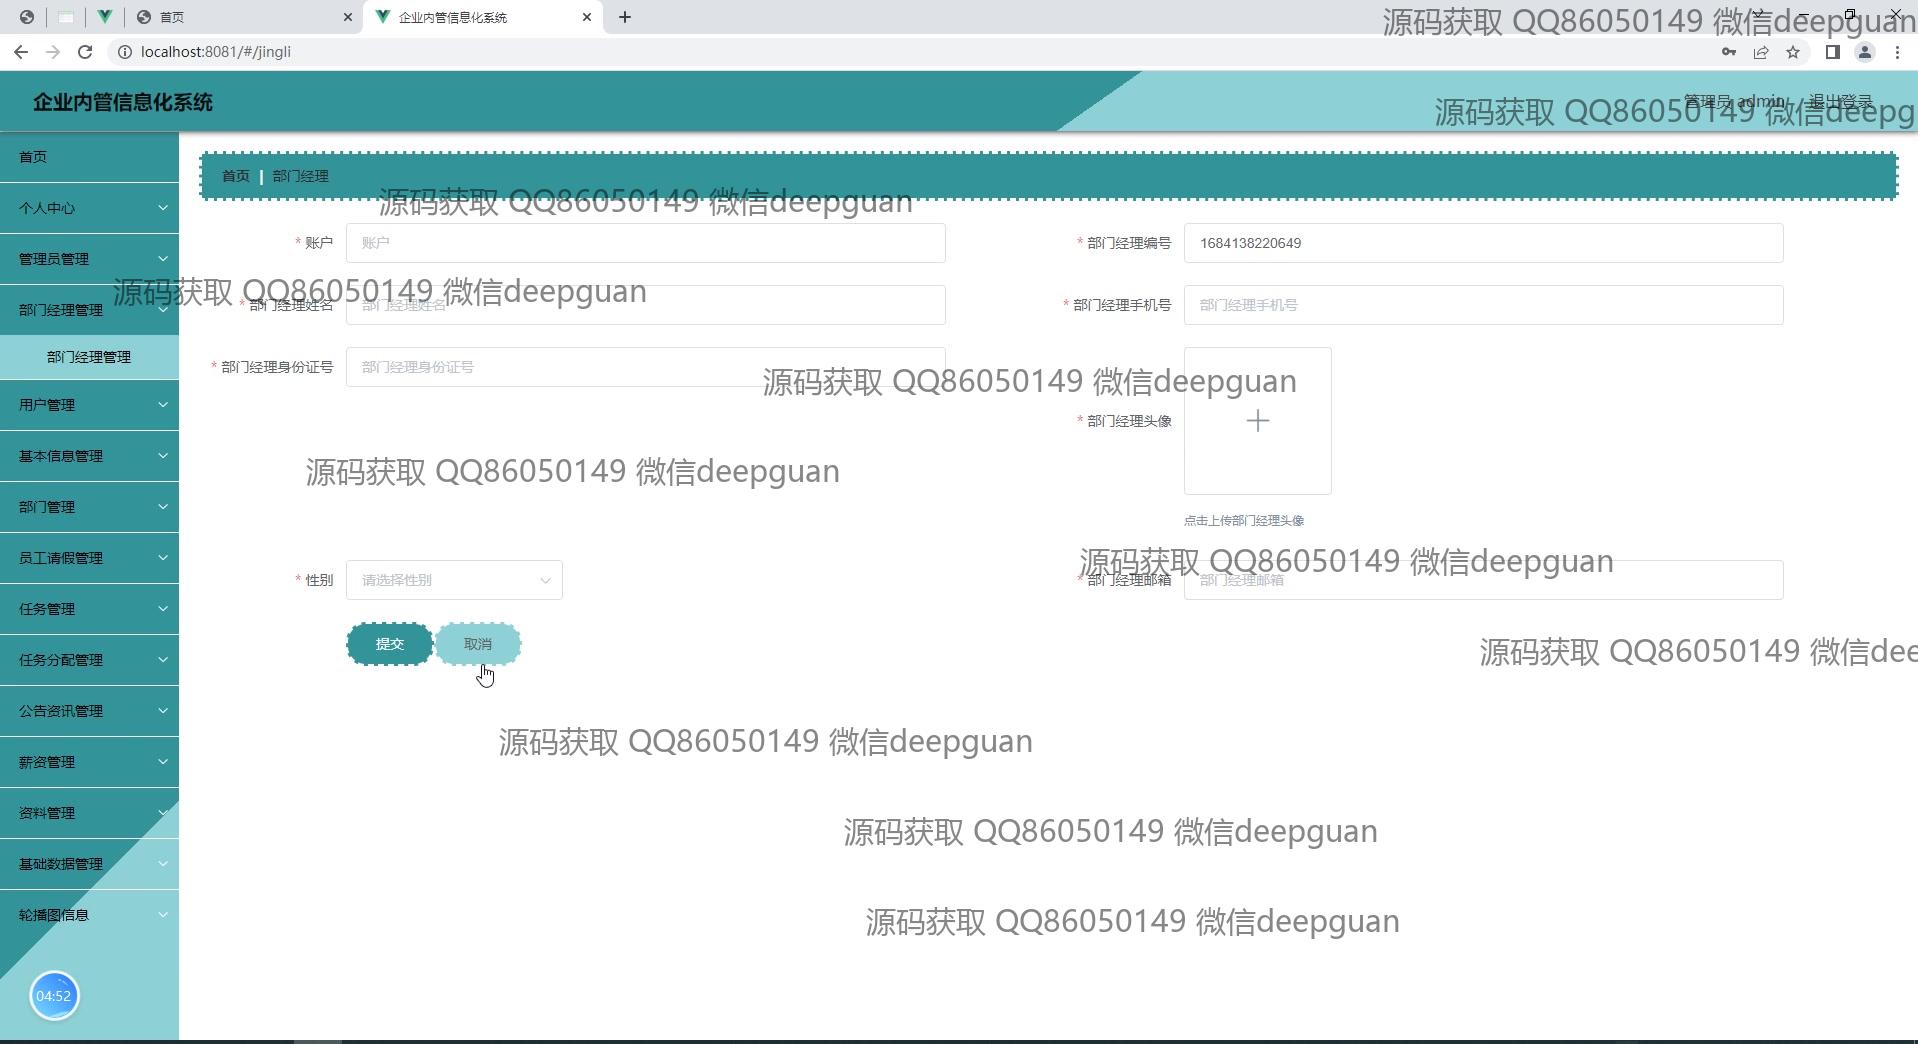 首页
企业内管信息化系统
localhost:8081/#/jingli
源码获取 QQ86050149 微信deepguan
企业内管信息化系统
管理员 admin
退出登录
源码获取 QQ86050149 微信deepg
首页
个人中心
管理员管理
部门经理管理
部门经理管理
用户管理
基本信息管理
部门管理
员工请假管理
任务管理
任务分配管理
公告资讯管理
薪资管理
资料管理
基础数据管理
轮播图信息
04:52
首页 | 部门经理
源码获取 QQ86050149 微信deepguan
* 账户 账户
* 部门经理编号 1684138220649
源码获取 QQ86050149 微信deepguan
* 部门经理姓名 部门经理姓名
* 部门经理手机号 部门经理手机号
* 部门经理身份证号 部门经理身份证号
源码获取 QQ86050149 微信deepguan
* 部门经理头像
源码获取 QQ86050149 微信deepguan
点击上传部门经理头像
源码获取 QQ86050149 微信deepguan
* 性别 请选择性别
* 部门经理邮箱 部门经理邮箱
提交 取消
源码获取 QQ86050149 微信dee
源码获取 QQ86050149 微信deepguan
源码获取 QQ86050149 微信deepguan
源码获取 QQ86050149 微信deepguan